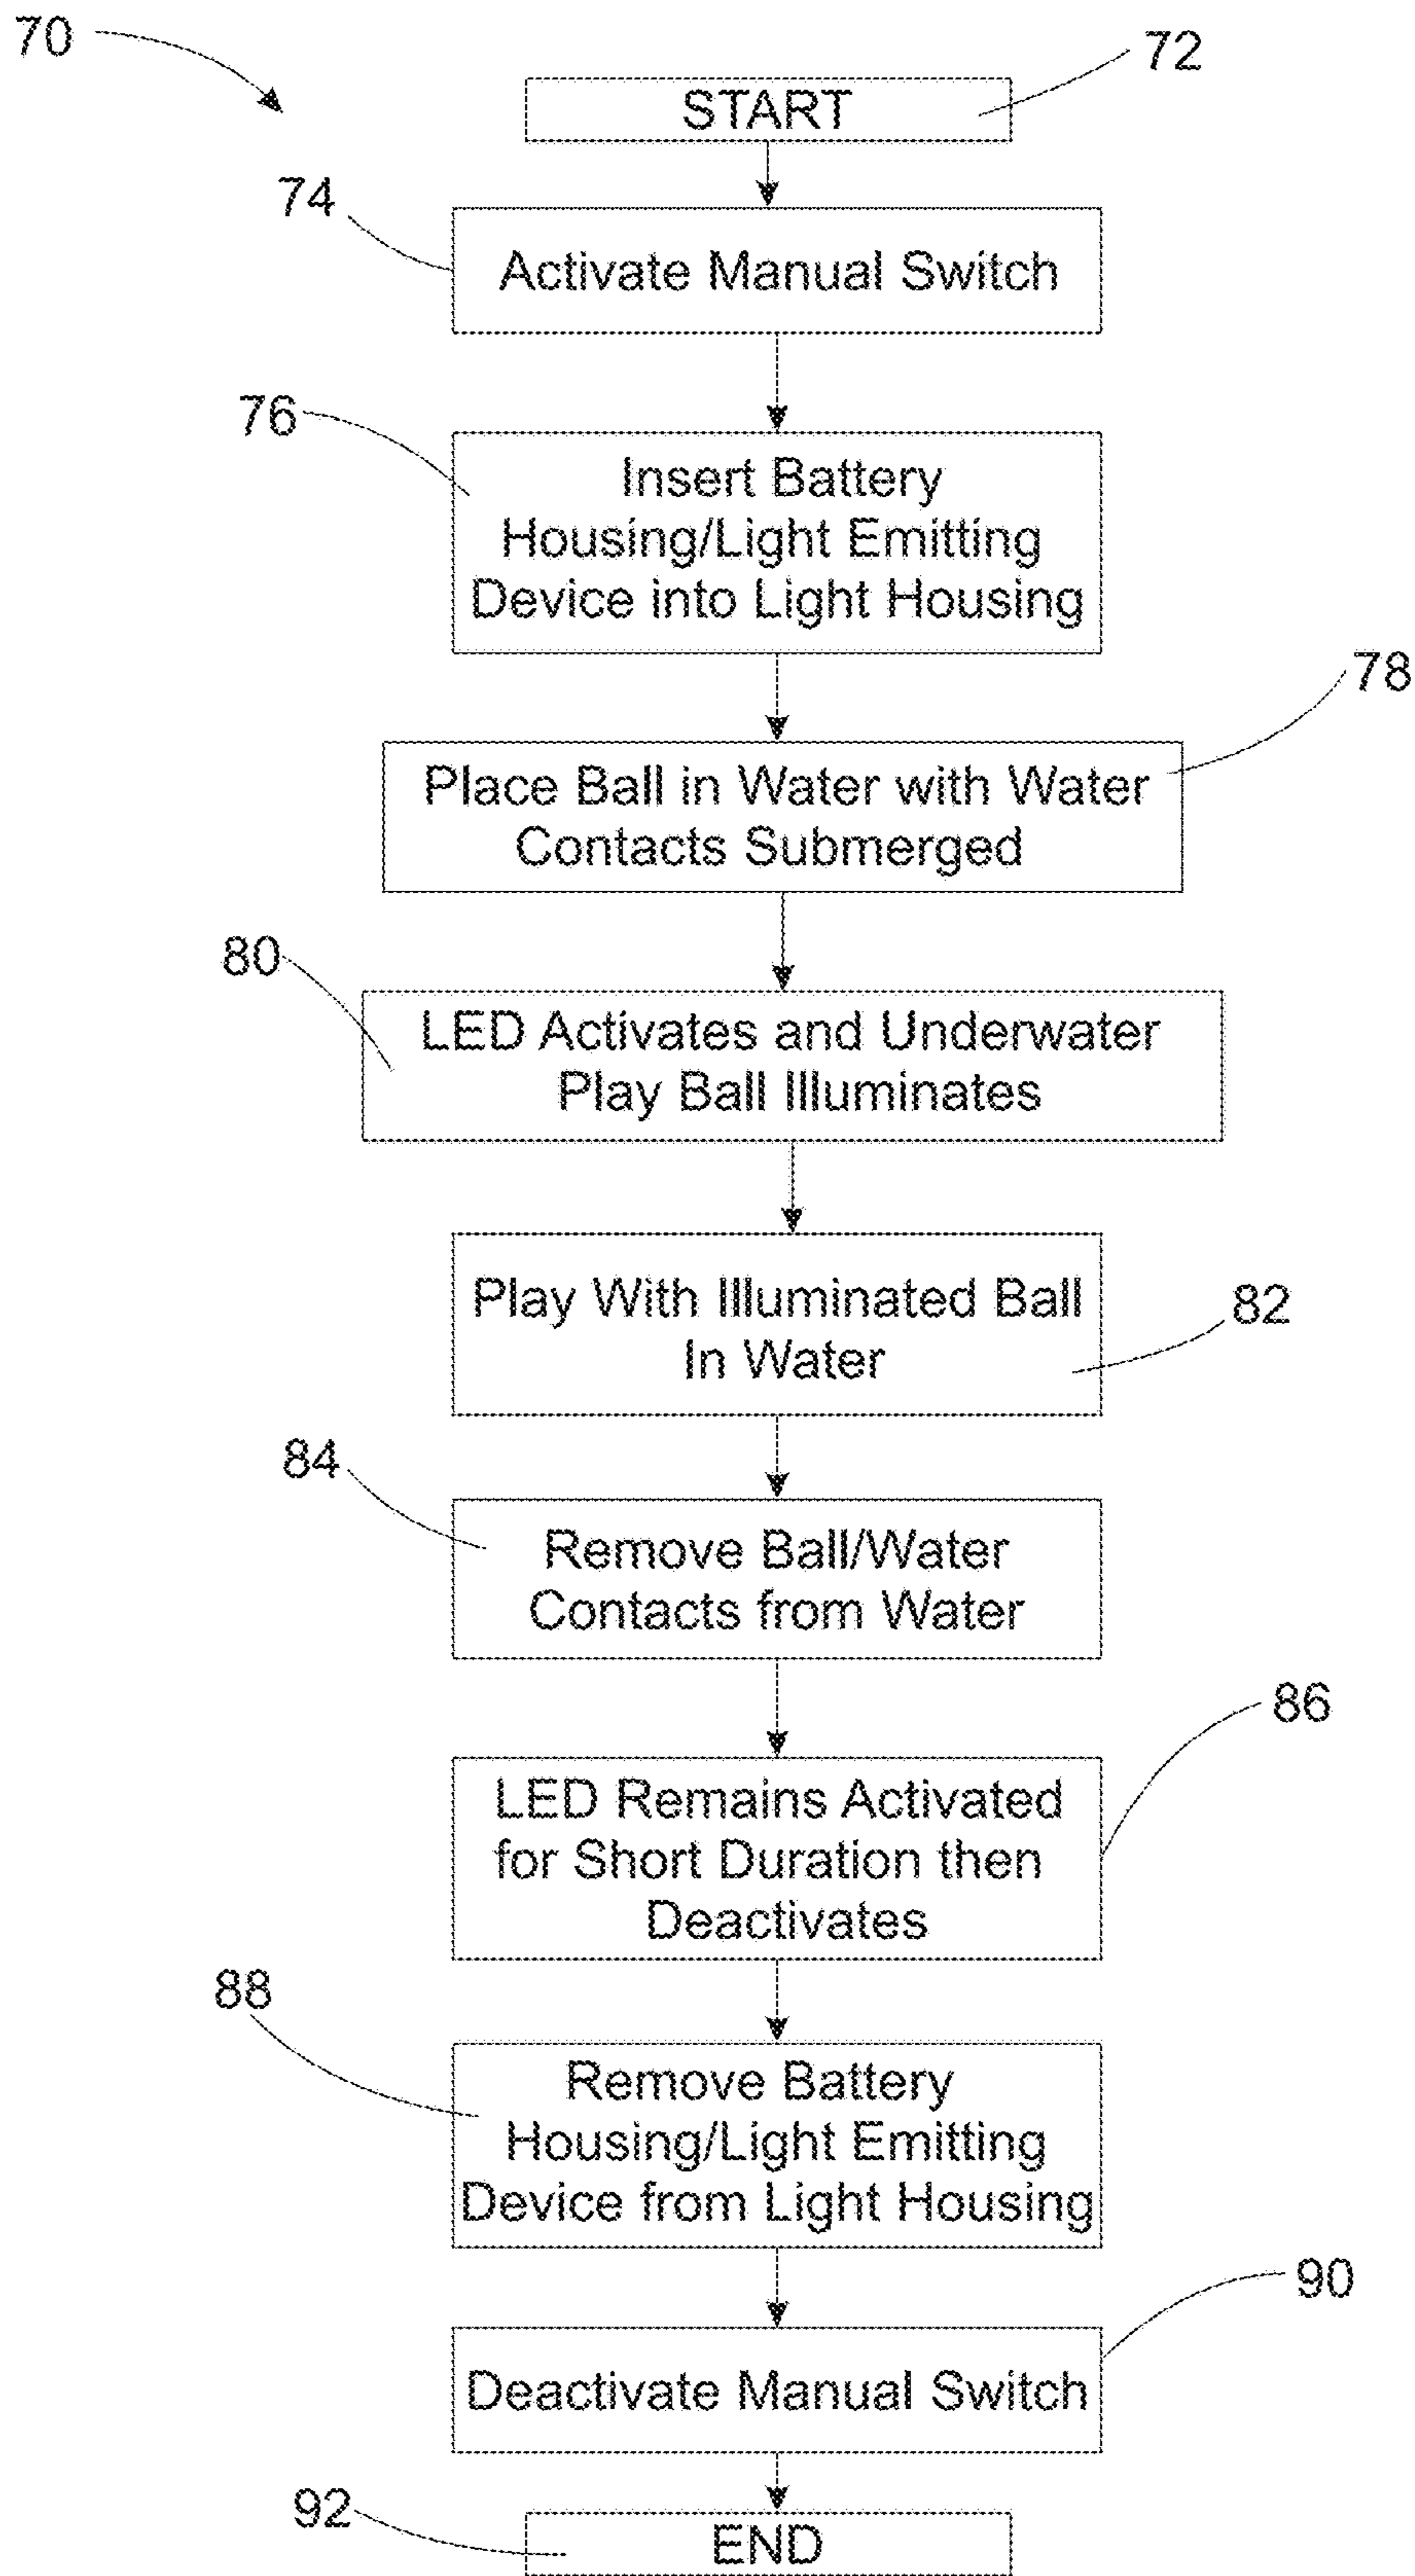 70
72
START
74
Activate Manual Switch
76
Insert Battery
Housing/Light Emitting
Device into Light Housing
78
Place Ball in Water with Water
Contacts Submerged
80
LED Activates and Underwater
Play Ball Illuminates
Play With Illuminated Ball
In Water
82
84
Remove Ball/Water
Contacts from Water
86
LED Remains Activated
for Short Duration then
Deactivates
88
Remove Battery
Housing/Light Emitting
Device from Light Housing
90
Deactivate Manual Switch
92
END